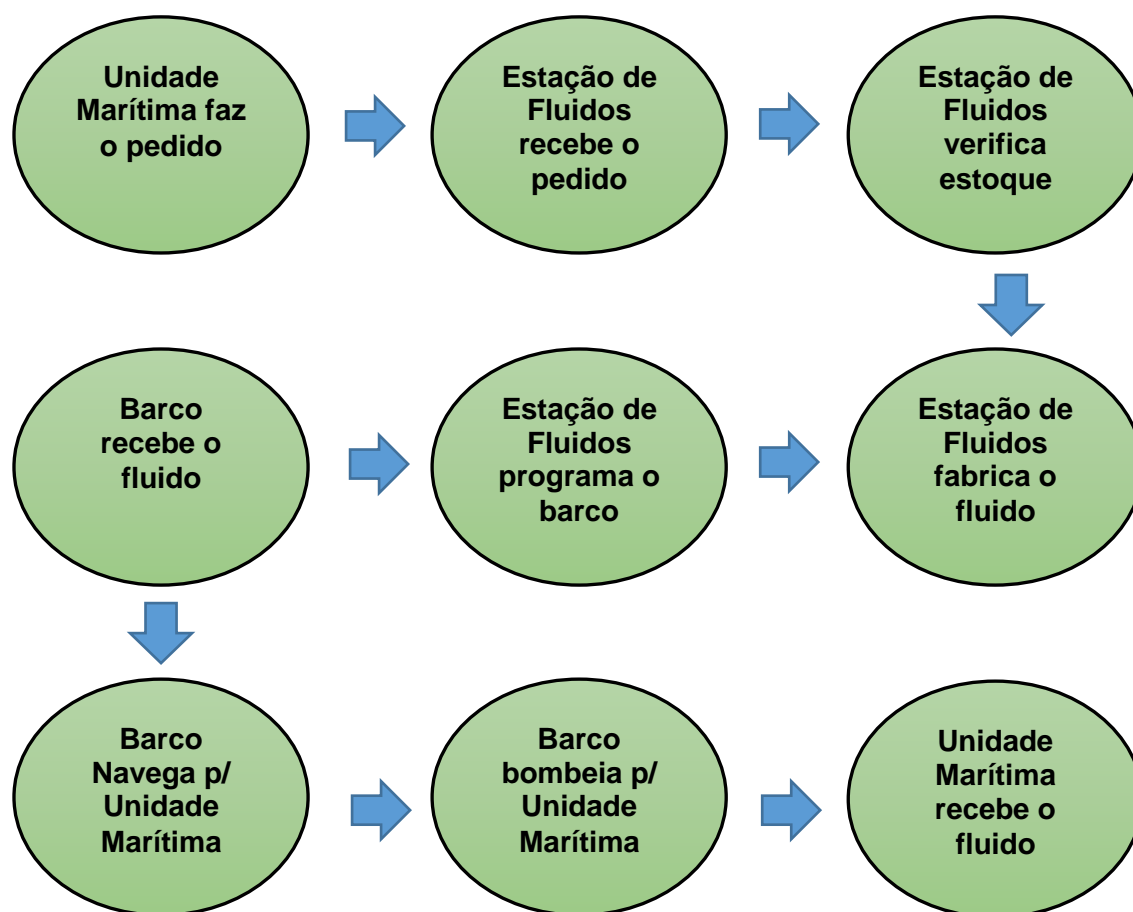 Unidade
Marítima faz
o pedido
Estação de
Fluidos
recebe o
pedido
Estação de
Fluidos
verifica
estoque
Barco
recebe o
fluido
Estação de
Fluidos
programa o
barco
Estação de
Fluidos
fabrica o
fluido
Barco
Navega p/
Unidade
Marítima
Barco
bombeia p/
Unidade
Marítima
Unidade
Marítima
recebe o
fluido